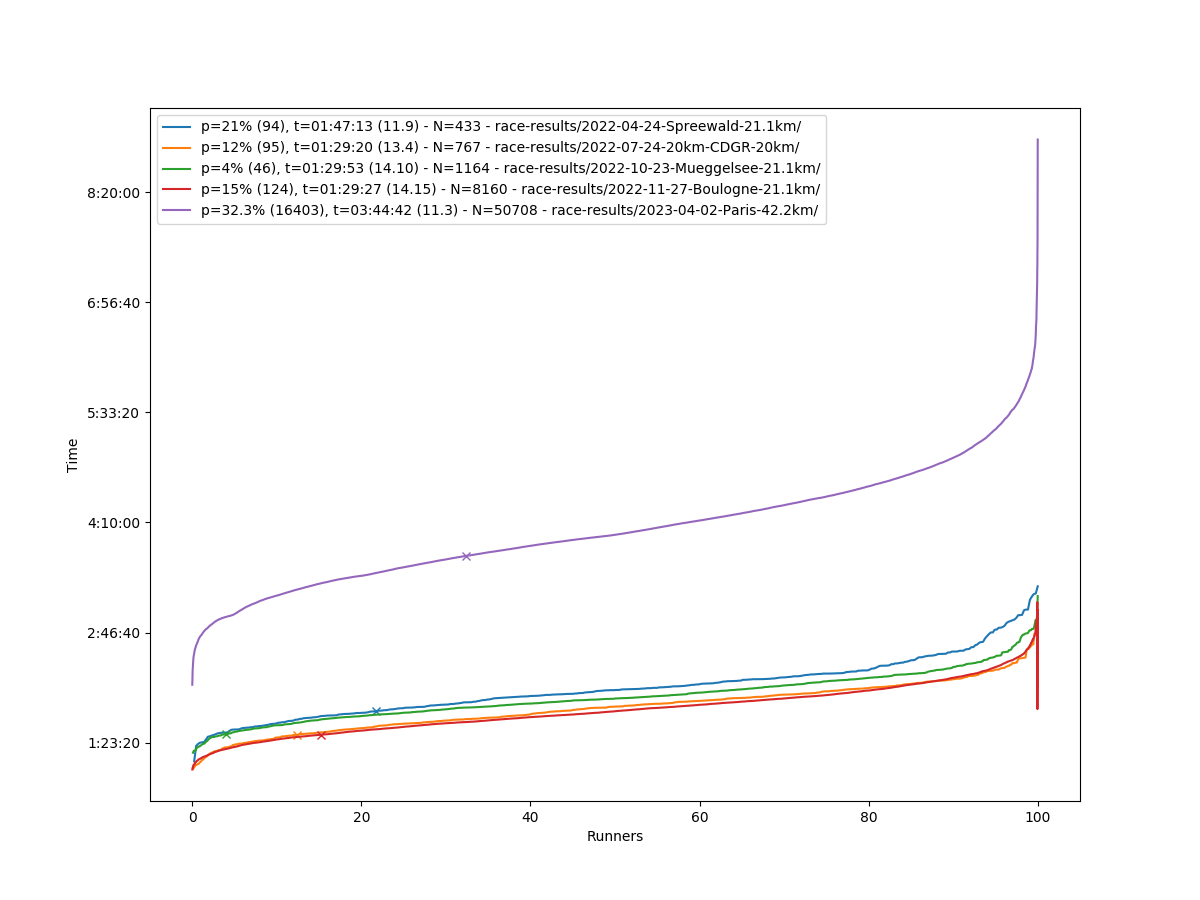 p=21% (94), t=01:47:13 (11.9) - N=433 - race-results/2022-04-24-Spreewald-21.1km/
p=12% (95), t=01:29:20 (13.4) - N=767 - race-results/2022-07-24-20km-CDGR-20km/
p=4% (46), t=01:29:53 (14.10) - N=1164 - race-results/2022-10-23-Mueggelsee-21.1km/
p=15% (124), t=01:29:27 (14.15) - N=8160 - race-results/2022-11-27-Boulogne-21.1km/
p=32.3% (16403), t=03:44:42 (11.3) - N=50708 - race-results/2023-04-02-Paris-42.2km/
8:20:00
6:56:40
5:33:20
4:10:00
2:46:40
1:23:20
Time
0 20 40 60 80 100
Runners